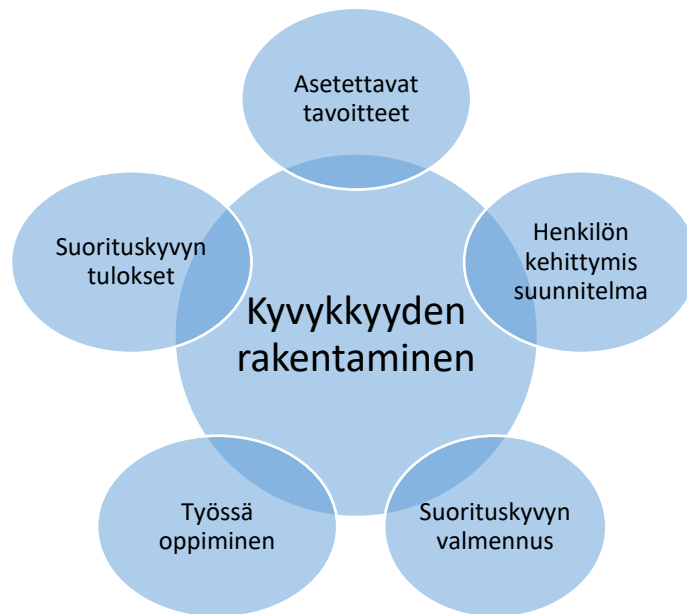 Asetettavat
tavoitteet
Suorituskyvyn
tulokset
Henkilön
kehittymis
suunnitelma
Kyvykkyyden
rakentaminen
Työssä
oppiminen
Suorituskyvyn
valmennus